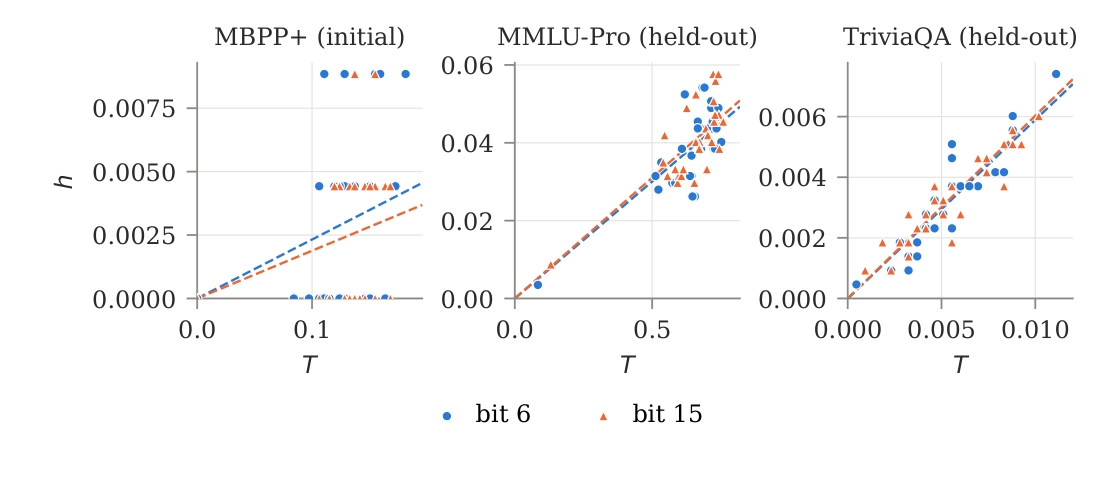 MBPP+ (initial)
MMLU-Pro (held-out)
TriviaQA (held-out)
h
0.0075
0.0050
0.0025
0.0000
0.0
0.1
T
0.06
0.04
0.02
0.00
0.0
0.5
T
0.006
0.004
0.002
0.000
0.000
0.005
0.010
T
bit 6
bit 15